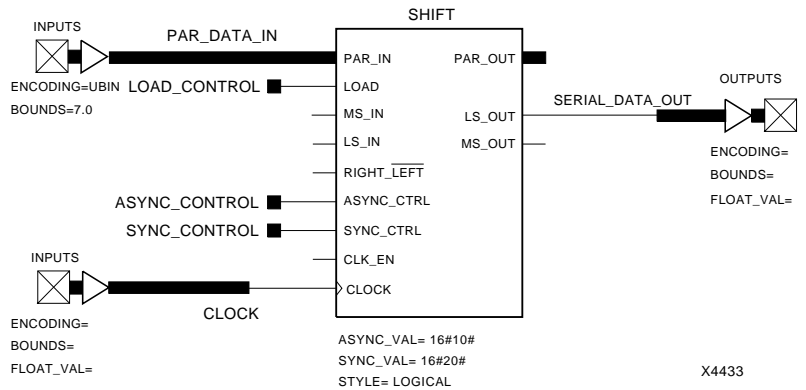 SHIFT
INPUTS
PAR_DATA_IN
ENCODING=UBIN
BOUNDS=7.0
LOAD_CONTROL
ASYNC_CONTROL
SYNC_CONTROL
INPUTS
CLOCK
ENCODING=
BOUNDS=
FLOAT_VAL=
PAR_IN
LOAD
MS_IN
LS_IN
RIGHT_LEFT
ASYNC_CTRL
SYNC_CTRL
CLK_EN
CLOCK
PAR_OUT
LS_OUT
MS_OUT
SERIAL_DATA_OUT
OUTPUTS
ENCODING=
BOUNDS=
FLOAT_VAL=
ASYNC_VAL= 16#10#
SYNC_VAL= 16#20#
STYLE= LOGICAL
X4433